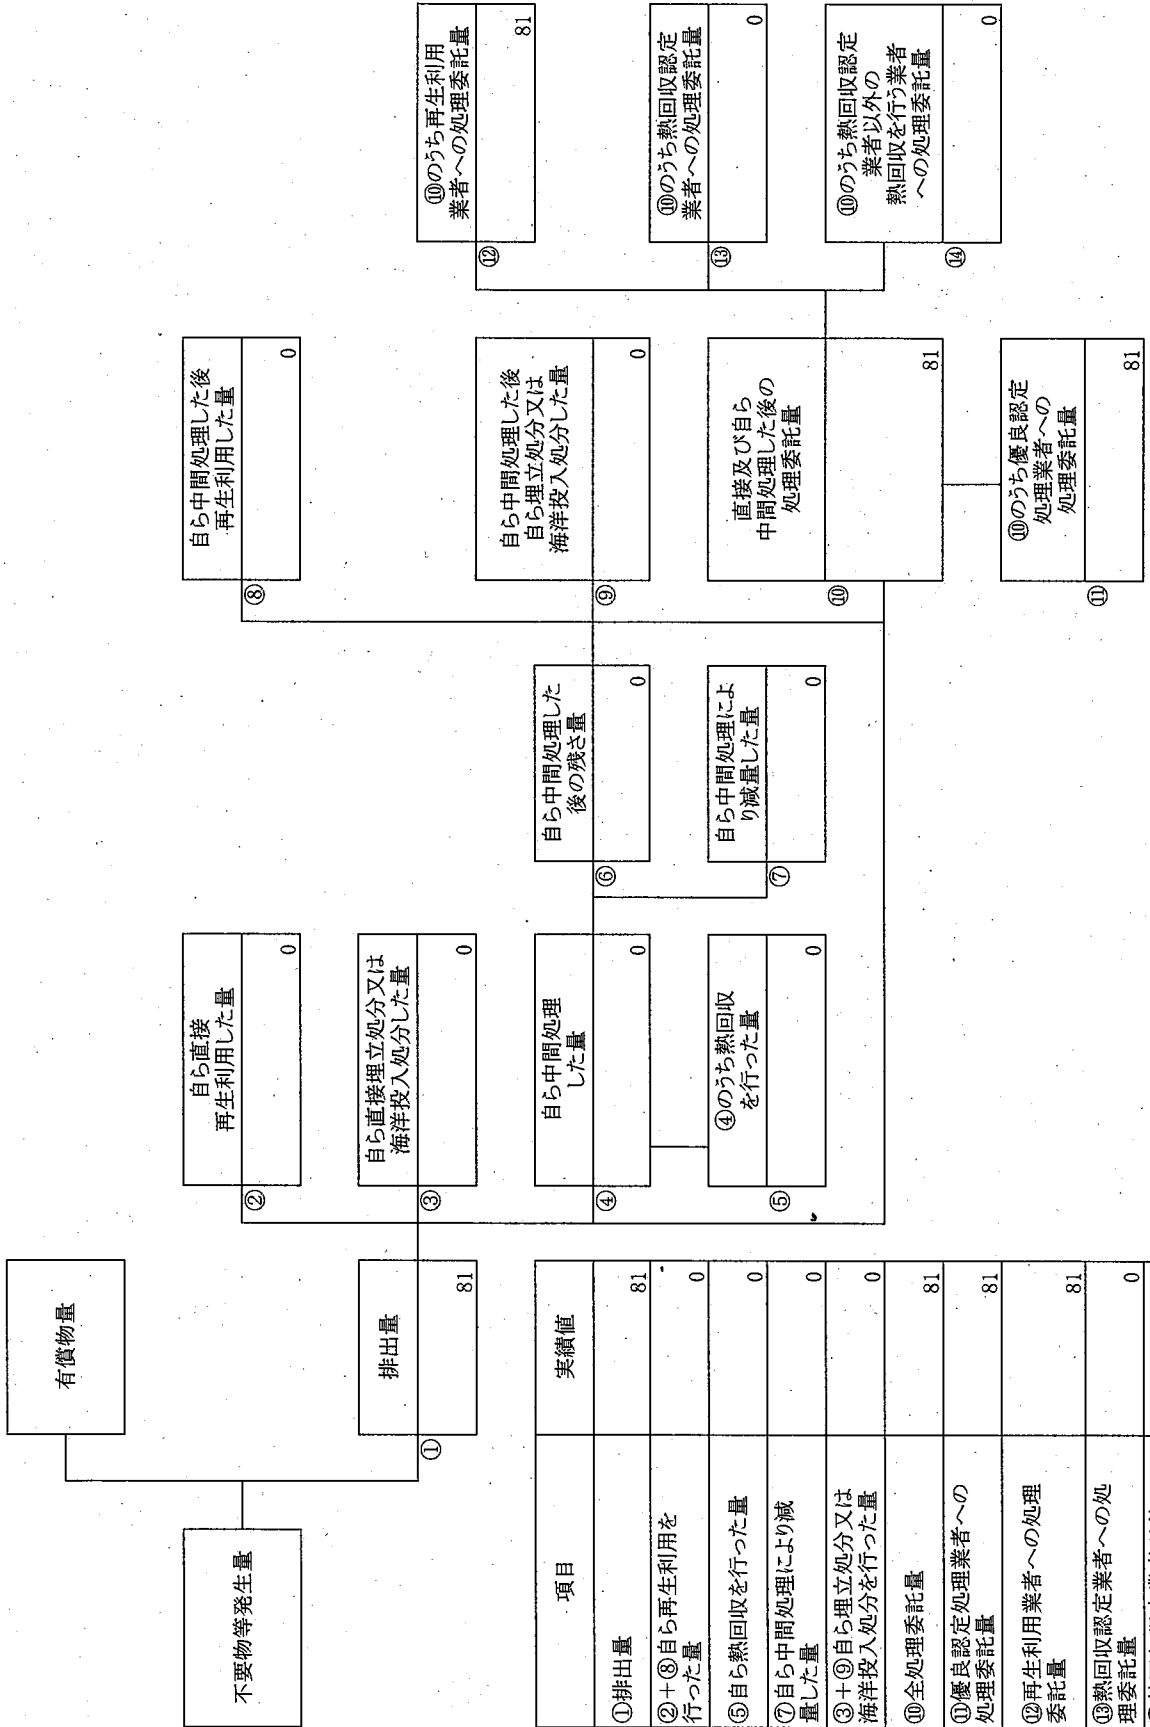 不要物等発生量
有償物量
排出量
①
81
自ら直接
再生利用した量
②
0
自ら直接埋立処分又は
海洋投入処分した量
③
0
自ら中間処理
した量
④
0
④のうち熱回収
を行った量
⑤
0
自ら中間処理した
後の残さ量
⑥
0
自ら中間処理によ
り減量した量
⑦
0
自ら中間処理した後
再生利用した量
⑧
0
自ら中間処理した後
自ら埋立処分又は
海洋投入処分した量
⑨
0
直接及び自ら
中間処理した後の
処理委託量
⑩
81
⑩のうち優良認定
処理業者への
処理委託量
⑪
81
⑩のうち再生利用
業者への処理委託量
⑫
81
⑩のうち熱回収認定
業者への処理委託量
⑬
0
⑩のうち熱回収認定
業者以外の
熱回収を行う業者
への処理委託量
⑭
0
項目
実績値
①排出量
81
②+⑧自ら再生利用を
行った量
0
⑤自ら熱回収を行った量
0
⑦自ら中間処理により減
量した量
0
③+⑨自ら埋立処分又は
海洋投入処分を行った量
0
⑩全処理委託量
81
⑪優良認定処理業者への
処理委託量
81
⑫再生利用業者への処理
委託量
81
⑬熱回収認定業者への処
理委託量
0